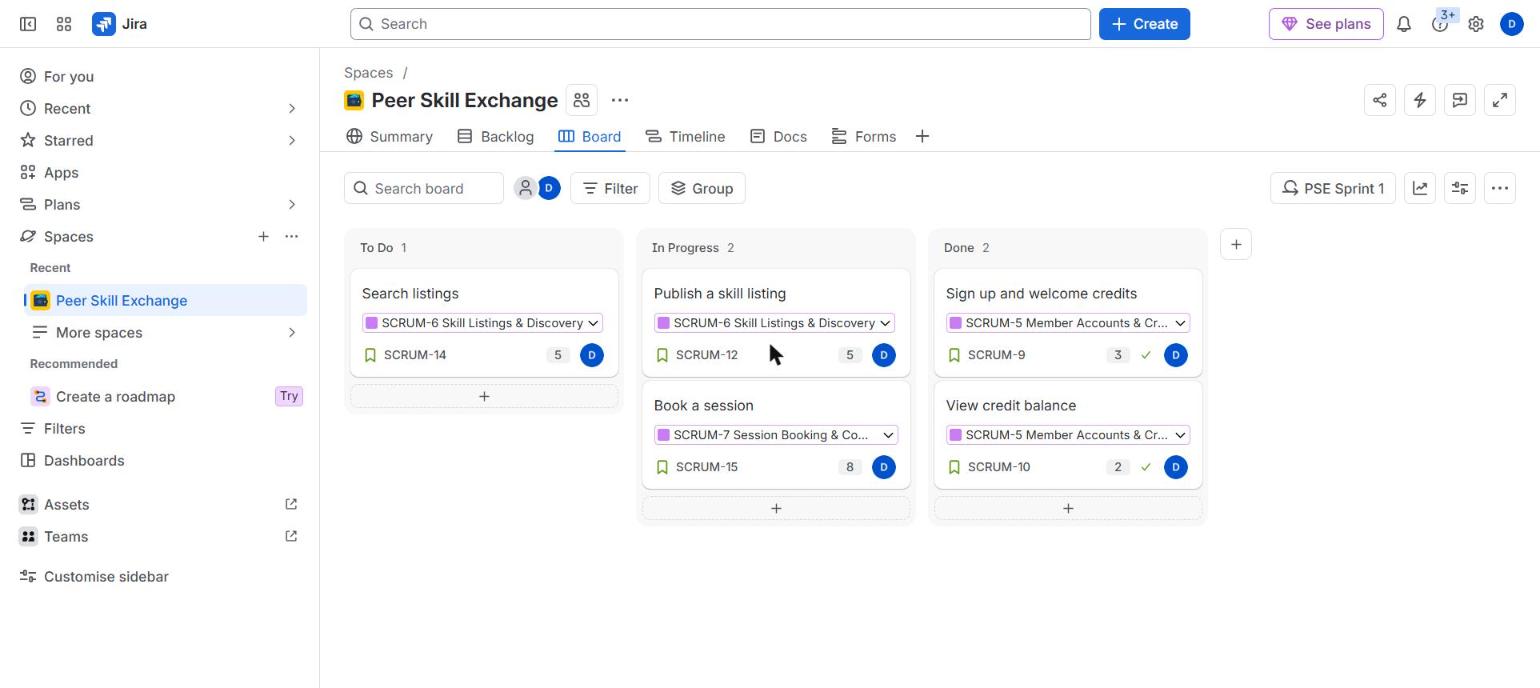 Jira
Search
Create
See plans
3+
D
For you
Recent
Starred
Apps
Plans
Spaces
Recent
Peer Skill Exchange
More spaces
Recommended
Create a roadmap Try
Filters
Dashboards
Assets
Teams
Customise sidebar
Spaces /
Peer Skill Exchange
Summary Backlog Board Timeline Docs Forms
Search board D Filter Group PSE Sprint 1
To Do 1
Search listings
SCRUM-6 Skill Listings & Discovery
SCRUM-14 5 D
In Progress 2
Publish a skill listing
SCRUM-6 Skill Listings & Discovery
SCRUM-12 5 D
Book a session
SCRUM-7 Session Booking & Co...
SCRUM-15 8 D
Done 2
Sign up and welcome credits
SCRUM-5 Member Accounts & Cr...
SCRUM-9 3 D
View credit balance
SCRUM-5 Member Accounts & Cr...
SCRUM-10 2 D